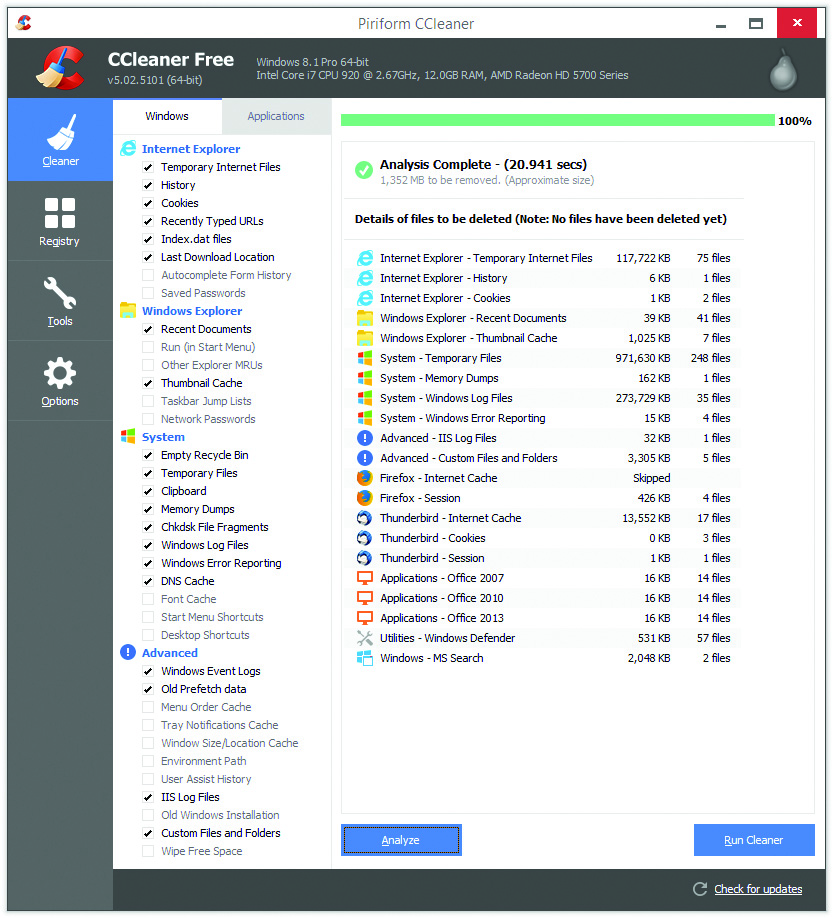 Piriform CCleaner
CCleaner Free
v5.02.5101 (64-bit)
Windows 8.1 Pro 64-bit
Intel Core i7 CPU 920 @ 2.67GHz, 12.0GB RAM, AMD Radeon HD 5700 Series
Cleaner
Registry
Tools
Options
Windows
Applications
Internet Explorer
Temporary Internet Files
History
Cookies
Recently Typed URLs
Index.dat files
Last Download Location
Autocomplete Form History
Saved Passwords
Windows Explorer
Recent Documents
Run (in Start Menu)
Other Explorer MRUs
Thumbnail Cache
Taskbar Jump Lists
Network Passwords
System
Empty Recycle Bin
Temporary Files
Clipboard
Memory Dumps
Chkdsk File Fragments
Windows Log Files
Windows Error Reporting
DNS Cache
Font Cache
Start Menu Shortcuts
Desktop Shortcuts
Advanced
Windows Event Logs
Old Prefetch data
Menu Order Cache
Tray Notifications Cache
Window Size/Location Cache
Environment Path
User Assist History
IIS Log Files
Old Windows Installation
Custom Files and Folders
Wipe Free Space
100%
Analysis Complete - (20.941 secs)
1,352 MB to be removed. (Approximate size)
Details of files to be deleted (Note: No files have been deleted yet)
Internet Explorer - Temporary Internet Files 117,722 KB 75 files
Internet Explorer - History 6 KB 1 files
Internet Explorer - Cookies 1 KB 2 files
Windows Explorer - Recent Documents 39 KB 41 files
Windows Explorer - Thumbnail Cache 1,025 KB 7 files
System - Temporary Files 971,630 KB 248 files
System - Memory Dumps 162 KB 1 files
System - Windows Log Files 273,729 KB 35 files
System - Windows Error Reporting 15 KB 4 files
Advanced - IIS Log Files 32 KB 1 files
Advanced - Custom Files and Folders 3,305 KB 5 files
Firefox - Internet Cache Skipped
Firefox - Session 426 KB 4 files
Thunderbird - Internet Cache 13,552 KB 17 files
Thunderbird - Cookies 0 KB 3 files
Thunderbird - Session 1 KB 1 files
Applications - Office 2007 16 KB 14 files
Applications - Office 2010 16 KB 14 files
Applications - Office 2013 16 KB 14 files
Utilities - Windows Defender 531 KB 57 files
Windows - MS Search 2,048 KB 2 files
Analyze
Run Cleaner
Check for updates